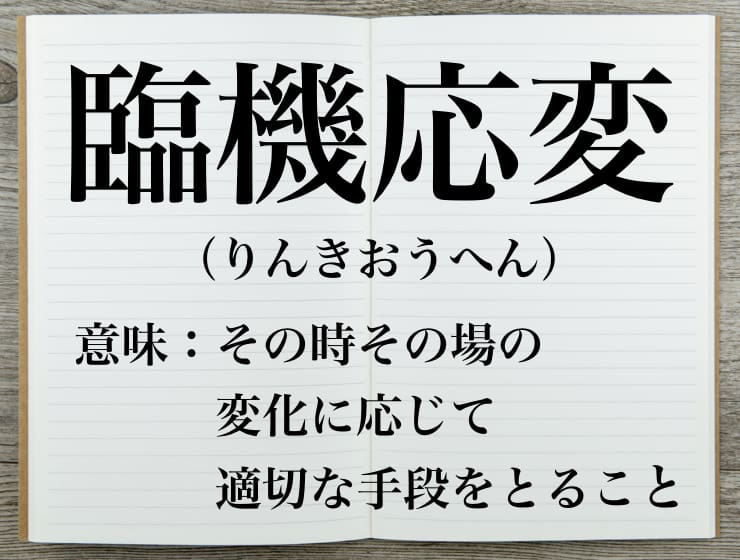 臨機応変
（りんきおうへん）
意味：その時その場の
変化に応じて
適切な手段をとること